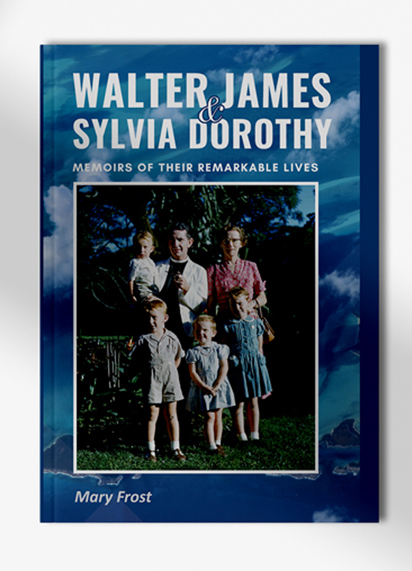 WALTER JAMES
&
SYLVIA DOROTHY
MEMOIRS OF THEIR REMARKABLE LIVES
Mary Frost